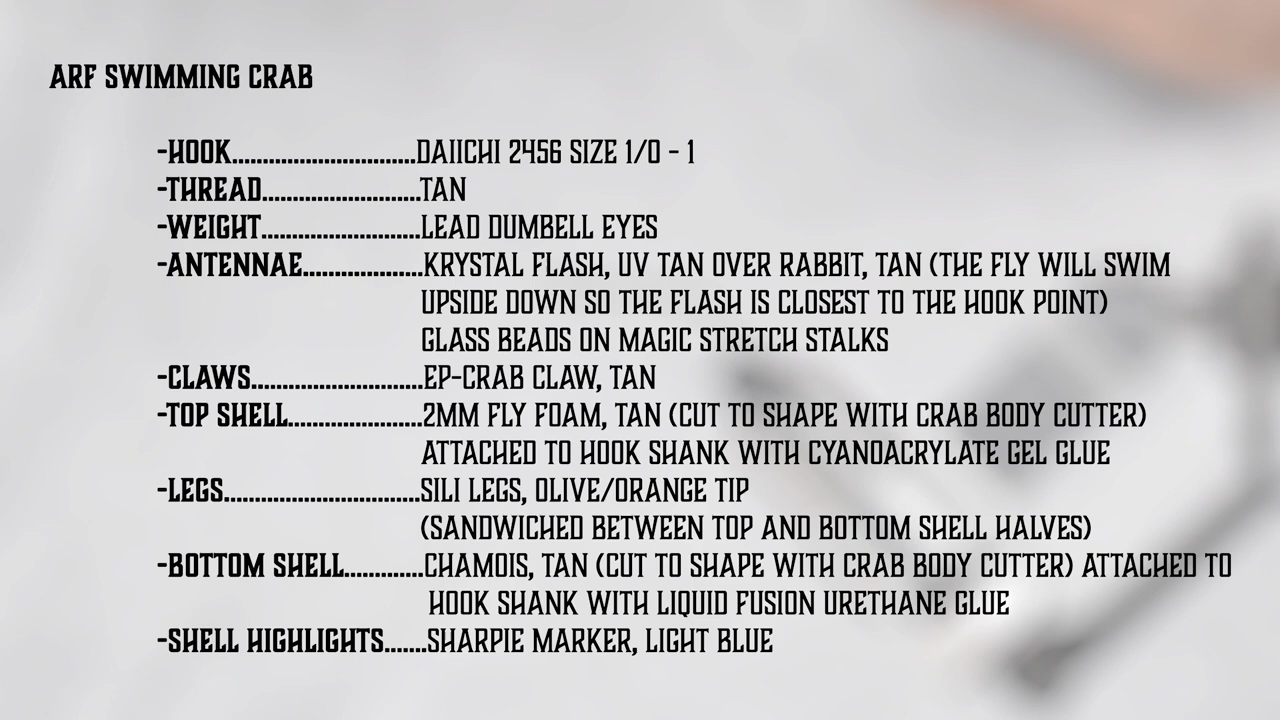 ARF SWIMMING CRAB
-HOOK..............................DAIICHI 2456 SIZE 1/0 - 1
-THREAD..........................TAN
-WEIGHT..........................LEAD DUMBELL EYES
-ANTENNAE....................KRYSTAL FLASH, UV TAN OVER RABBIT, TAN (THE FLY WILL SWIM
UPSIDE DOWN SO THE FLASH IS CLOSEST TO THE HOOK POINT)
GLASS BEADS ON MAGIC STRETCH STALKS
-CLAWS............................EP-CRAB CLAW, TAN
-TOP SHELL......................2MM FLY FOAM, TAN (CUT TO SHAPE WITH CRAB BODY CUTTER)
ATTACHED TO HOOK SHANK WITH CYANOACRYLATE GEL GLUE
-LEGS................................SILI LEGS, OLIVE/ORANGE TIP
(SANDWICHED BETWEEN TOP AND BOTTOM SHELL HALVES)
-BOTTOM SHELL.............CHAMOIS, TAN (CUT TO SHAPE WITH CRAB BODY CUTTER) ATTACHED TO
HOOK SHANK WITH LIQUID FUSION URETHANE GLUE
-SHELL HIGHLIGHTS.......SHARPIE MARKER, LIGHT BLUE